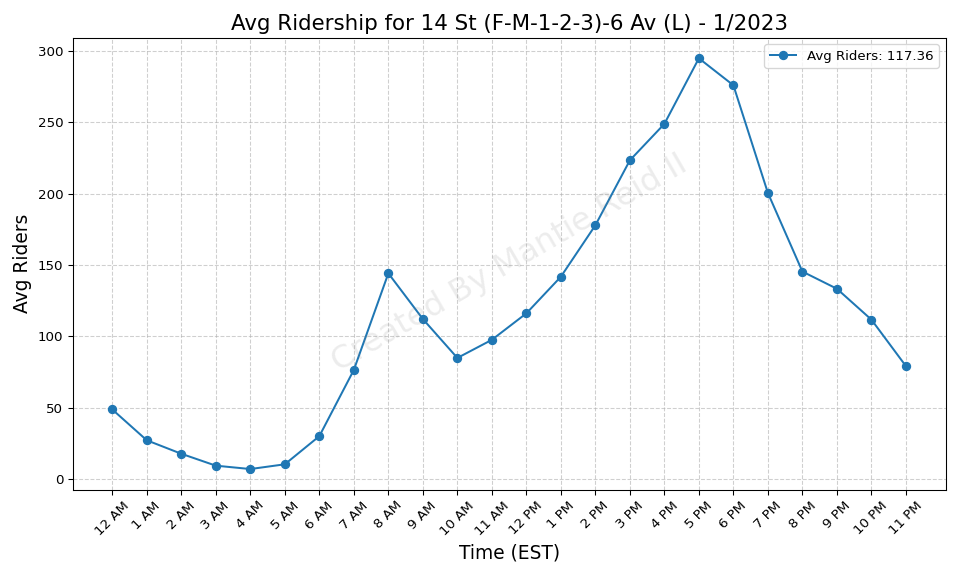 Avg Ridership for 14 St (F-M-1-2-3)-6 Av (L) - 1/2023
Avg Riders: 117.36
300
250
200
150
100
50
0
Avg Riders
Created By Mantie Reid II
12 AM
1 AM
2 AM
3 AM
4 AM
5 AM
6 AM
7 AM
8 AM
9 AM
10 AM
11 AM
12 PM
1 PM
2 PM
3 PM
4 PM
5 PM
6 PM
7 PM
8 PM
9 PM
10 PM
11 PM
Time (EST)